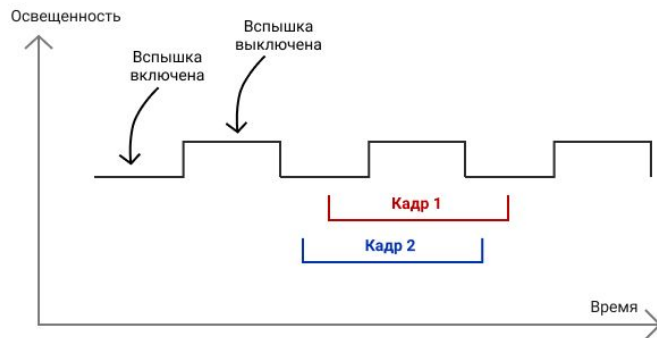 Освещенность
Вспышка
включена
Вспышка
выключена
Кадр 1
Кадр 2
Время